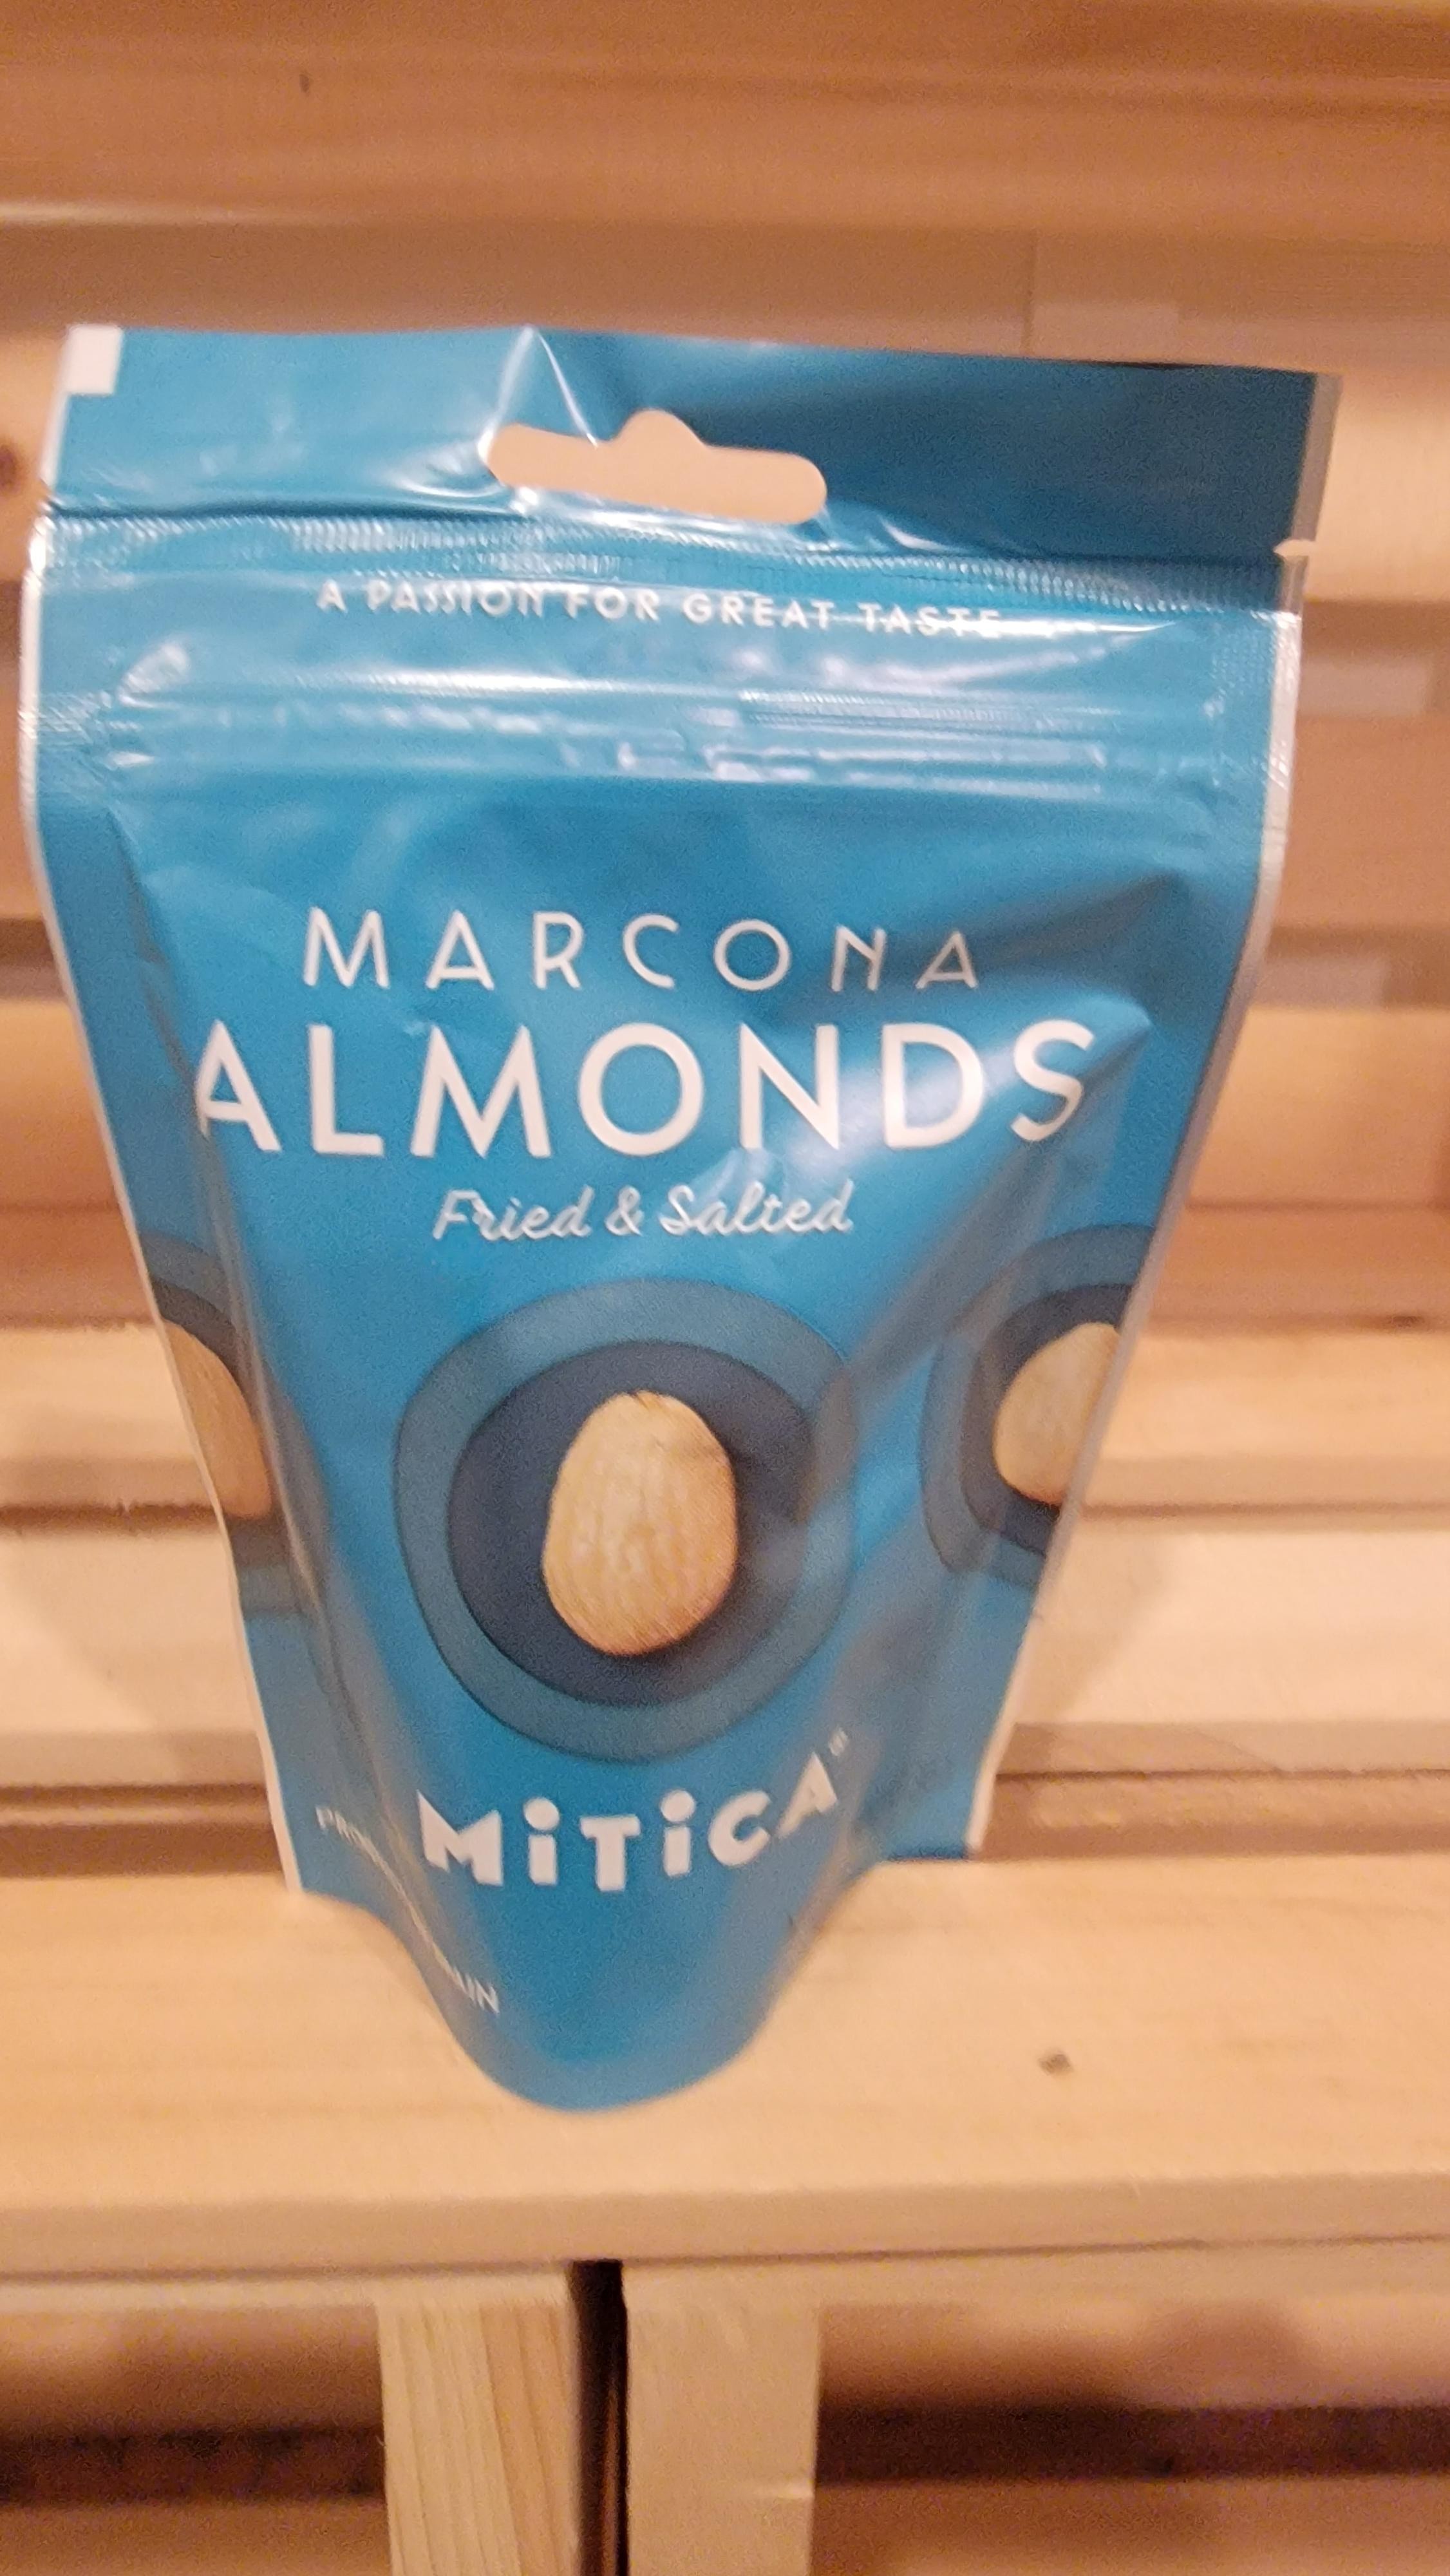 A PASSION FOR GREAT TASTE
MARCONA
ALMONDS
Fried & Salted
MiTiCA®